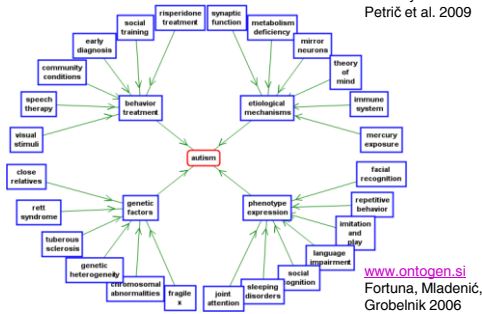 Petrič et al. 2009
risperidone
treatment
synaptic
function
social
training
metabolism
deficiency
early
diagnosis
mirror
neurons
community
conditions
theory
of
mind
speech
therapy
behavior
treatment
etiological
mechanisms
immune
system
visual
stimuli
mercury
exposure
autism
close
relatives
facial
recognition
rett
syndrome
genetic
factors
phenotype
expression
repetitive
behavior
tuberous
sclerosis
imitation
and
play
genetic
heterogeneity
language
impairment
chromosomal
abnormalities
fragile
x
joint
attention
sleeping
disorders
social
cognition
www.ontogen.si
Fortuna, Mladenić,
Grobelnik 2006